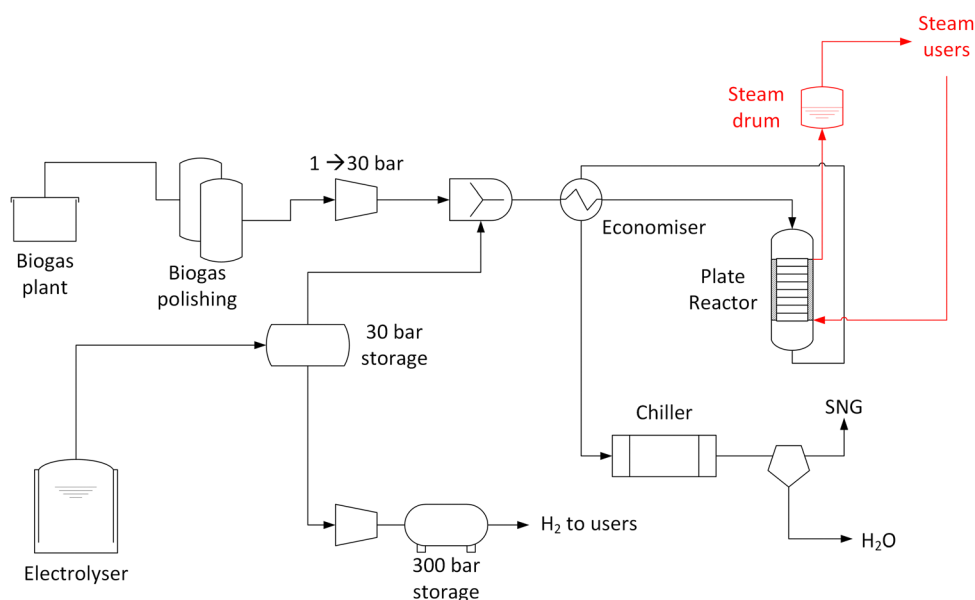 Steam
users
Steam
drum
1 →30 bar
Economiser
Biogas
plant
Biogas
polishing
Plate
Reactor
30 bar
storage
Chiller
SNG
H₂ to users
H₂O
Electrolyser
300 bar
storage